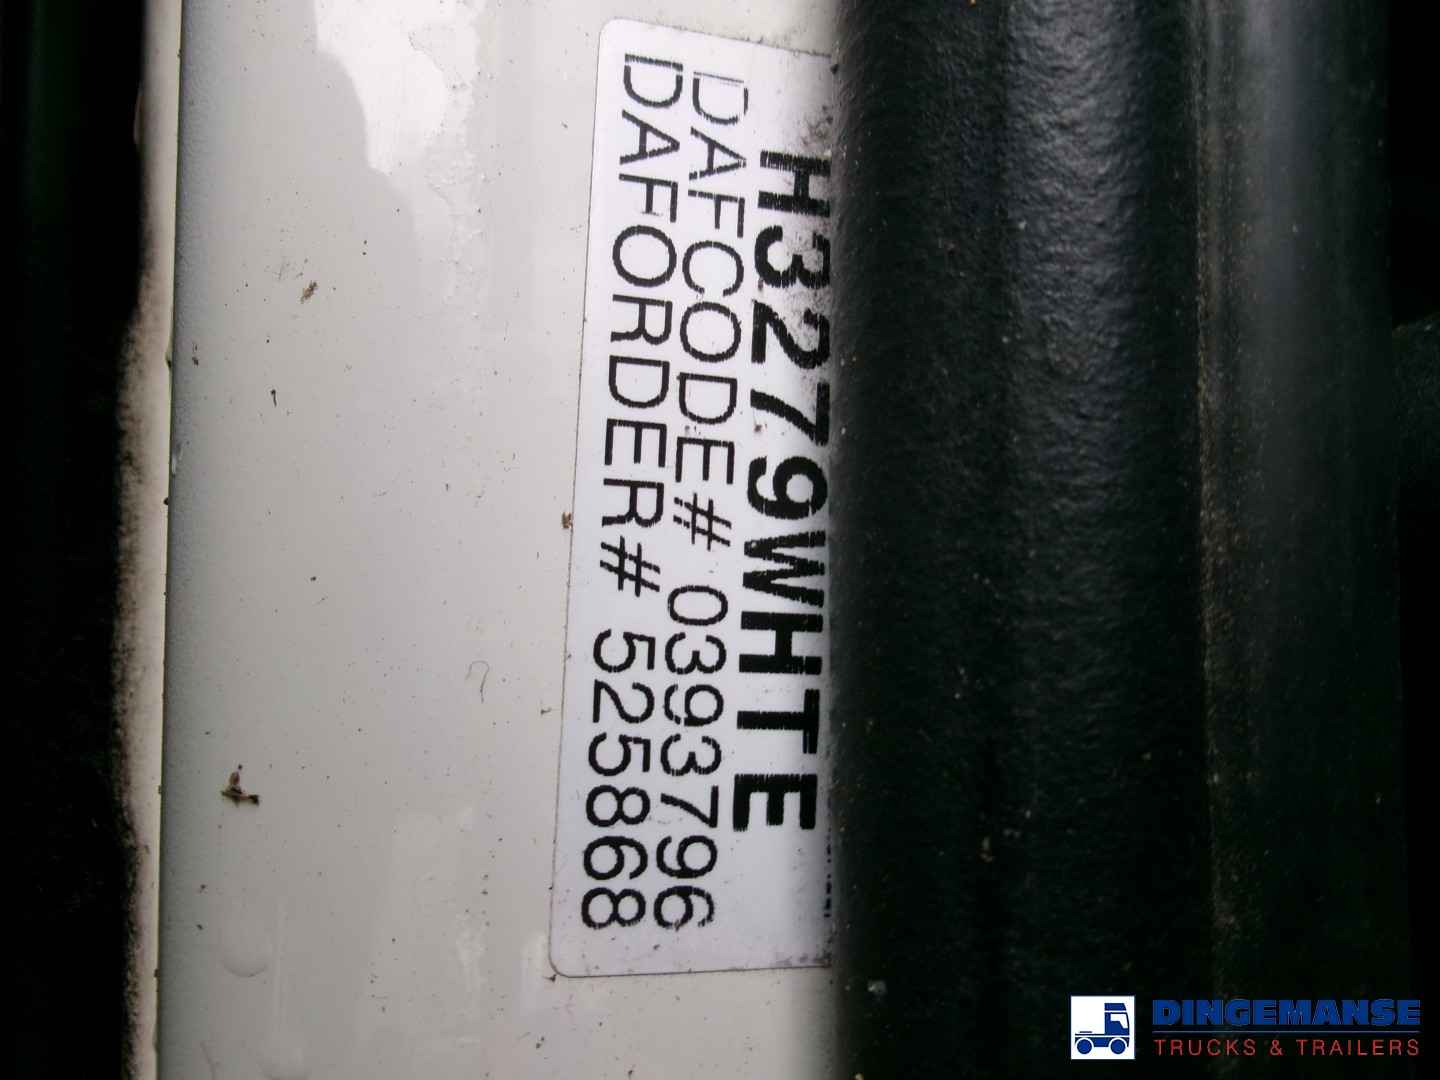 H3279WHTE
DAFCODE# 0393796
DAFORDER# 525868
DINGEMANSE
TRUCKS & TRAILERS